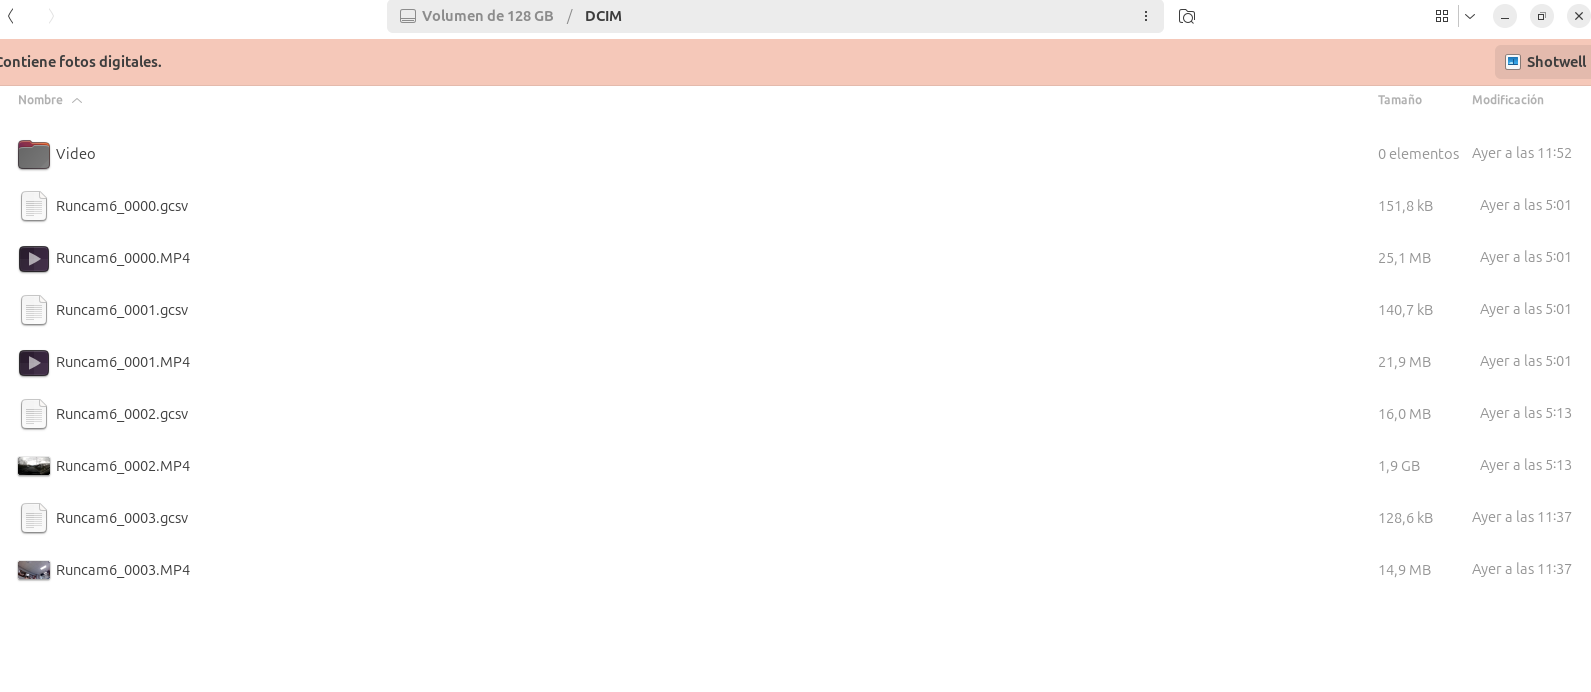 Volumen de 128 GB / DCIM
Contiene fotos digitales. Shotwell
Nombre Tamaño Modificación
Video 0 elementos Ayer a las 11:52
Runcam6_0000.gcsv 151,8 kB Ayer a las 5:01
Runcam6_0000.MP4 25,1 MB Ayer a las 5:01
Runcam6_0001.gcsv 140,7 kB Ayer a las 5:01
Runcam6_0001.MP4 21,9 MB Ayer a las 5:01
Runcam6_0002.gcsv 16,0 MB Ayer a las 5:13
Runcam6_0002.MP4 1,9 GB Ayer a las 5:13
Runcam6_0003.gcsv 128,6 kB Ayer a las 11:37
Runcam6_0003.MP4 14,9 MB Ayer a las 11:37